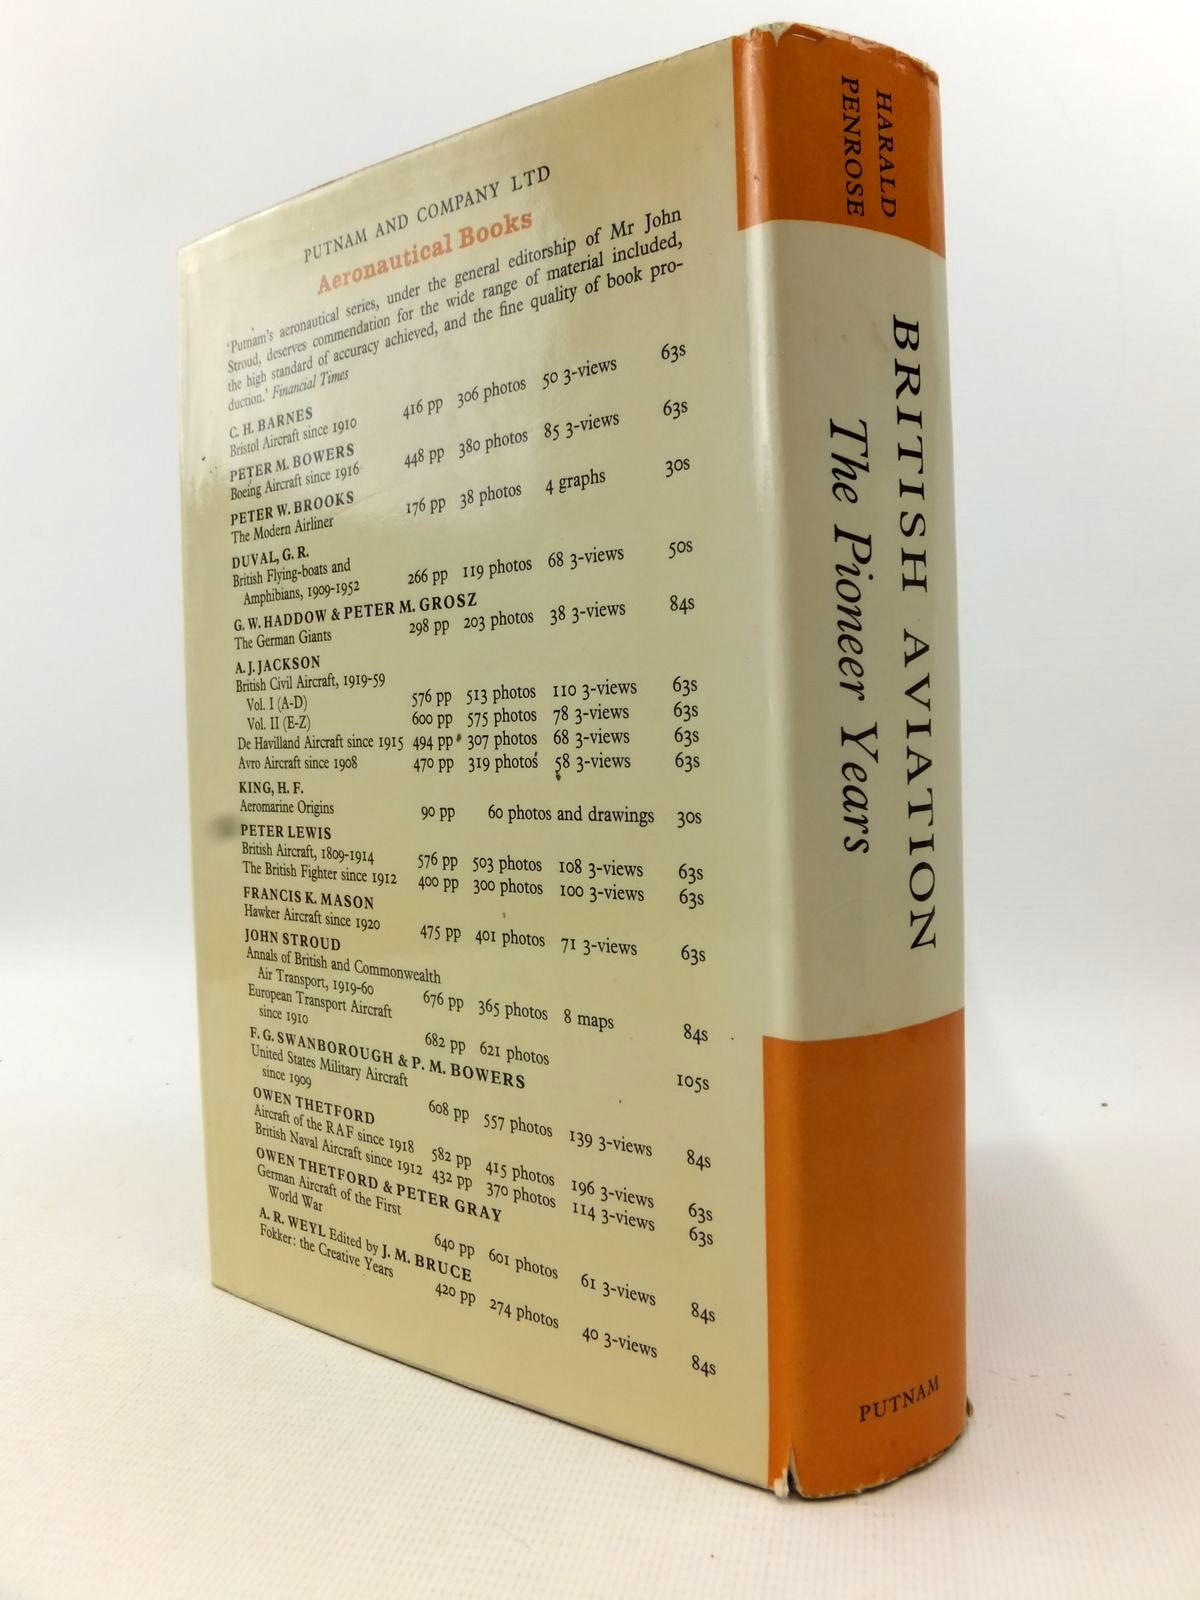 PUTNAM AND COMPANY LTD
Aeronautical Books
'Putnam's aeronautical series, under the general editorship of Mr John
Stroud, deserves commendation for the wide range of material included,
the high standard of accuracy achieved, and the fine quality of book pro-
duction.' Financial Times
C. H. BARNES
Bristol Aircraft since 1910 416 pp 306 photos 50 3-views 63s
PETER M. BOWERS
Boeing Aircraft since 1916 448 pp 380 photos 85 3-views 63s
PETER W. BROOKS
The Modern Airliner 176 pp 38 photos 4 graphs 30s
DUVAL, G. R.
British Flying-boats and
Amphibians, 1909-1952 266 pp 119 photos 68 3-views 50s
G. W. HADDOW & PETER M. GROSZ
The German Giants 298 pp 203 photos 38 3-views 84s
A. J. JACKSON
British Civil Aircraft, 1919-59
Vol. I (A-D) 576 pp 513 photos 110 3-views 63s
Vol. II (E-Z) 600 pp 575 photos 78 3-views 63s
De Havilland Aircraft since 1915 494 pp 307 photos 68 3-views 63s
Avro Aircraft since 1908 470 pp 319 photos 58 3-views 63s
KING, H. F.
Aeromarine Origins 90 pp 60 photos and drawings 30s
PETER LEWIS
British Aircraft, 1809-1914 576 pp 503 photos 108 3-views 63s
The British Fighter since 1912 400 pp 300 photos 100 3-views 63s
FRANCIS K. MASON
Hawker Aircraft since 1920 475 pp 401 photos 71 3-views 63s
JOHN STROUD
Annals of British and Commonwealth
Air Transport, 1919-60 676 pp 365 photos 8 maps 84s
European Transport Aircraft
since 1910 682 pp 621 photos 105s
F. G. SWANBOROUGH & P. M. BOWERS
United States Military Aircraft
since 1909 608 pp 557 photos 139 3-views 84s
OWEN THETFORD
Aircraft of the RAF since 1918 582 pp 415 photos 196 3-views 63s
British Naval Aircraft since 1912 432 pp 370 photos 114 3-views 63s
OWEN THETFORD & PETER GRAY
German Aircraft of the First
World War 640 pp 601 photos 61 3-views 84s
A. R. WEYL Edited by J. M. BRUCE
Fokker: the Creative Years 420 pp 274 photos 40 3-views 84s
HARALD
PENROSE
BRITISH AVIATION
The Pioneer Years
PUTNAM